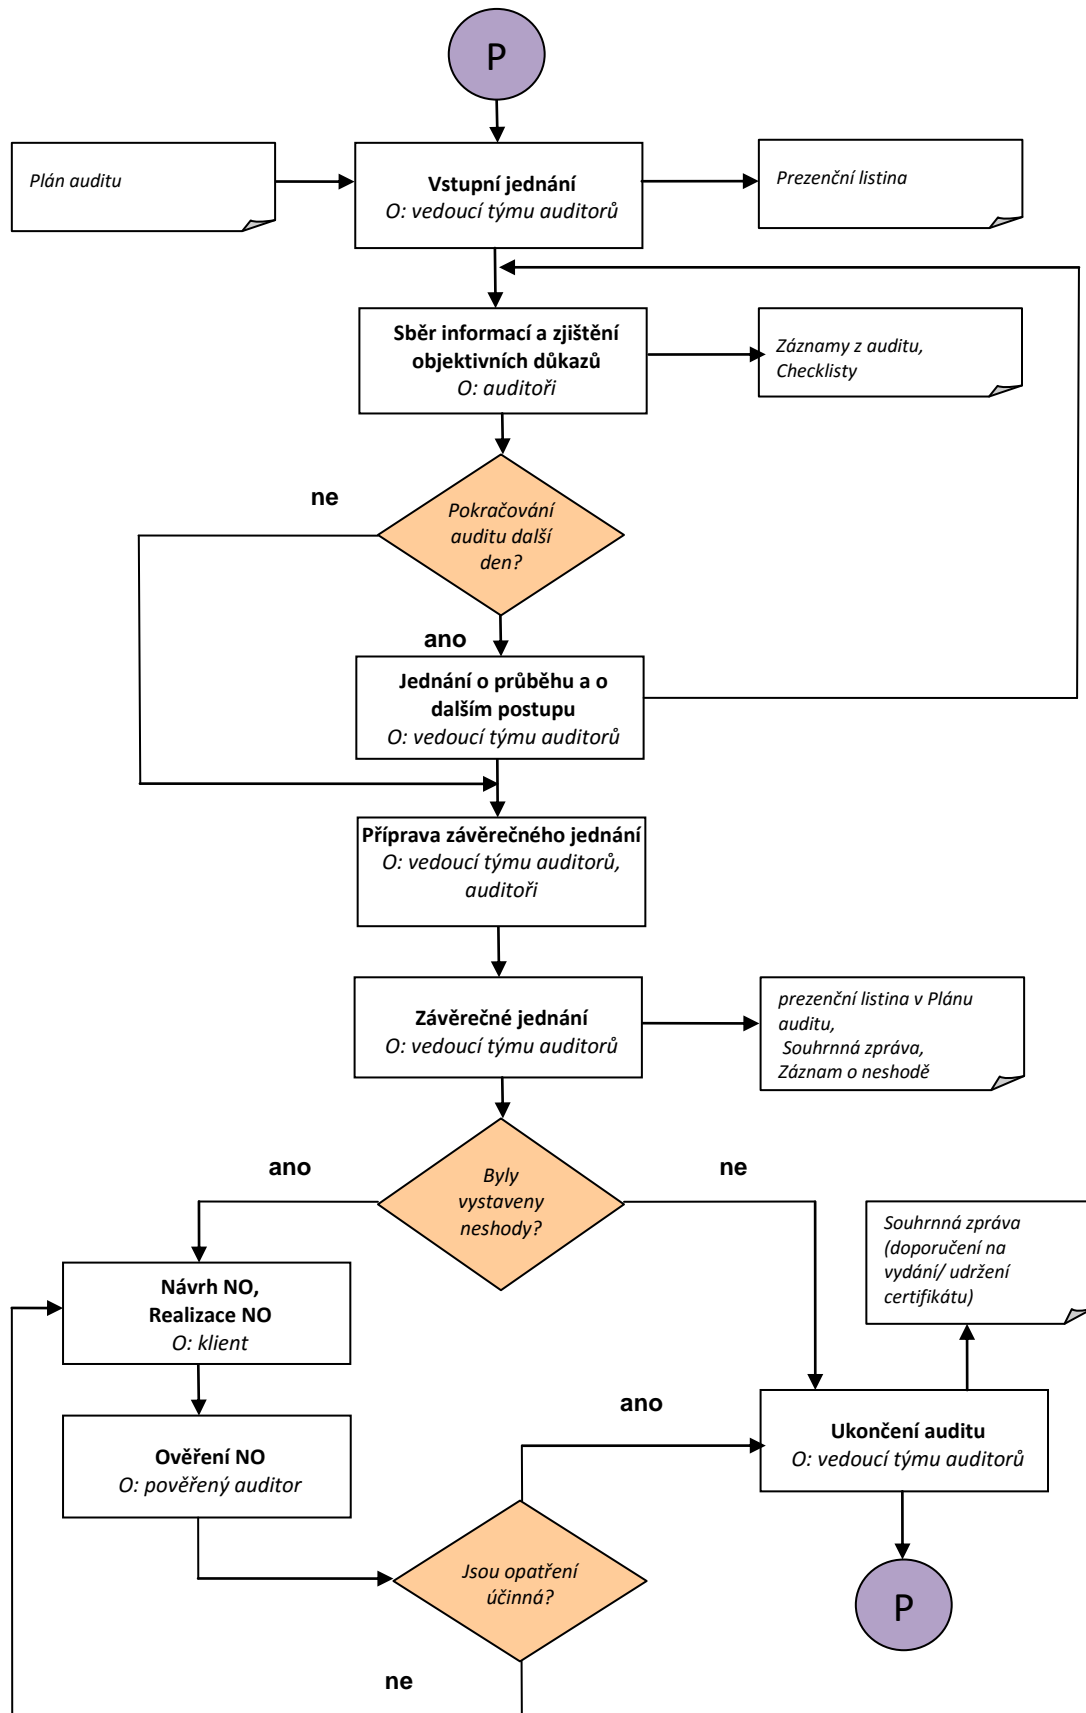 P
Plán auditu
Vstupní jednání
O: vedoucí týmu auditorů
Prezenční listina
Sběr informací a zjištění
objektivních důkazů
O: auditoři
Záznamy z auditu,
Checklisty
ne
Pokračování
auditu další
den?
ano
Jednání o průběhu a o
dalším postupu
O: vedoucí týmu auditorů
Příprava závěrečného jednání
O: vedoucí týmu auditorů,
auditoři
Závěrečné jednání
O: vedoucí týmu auditorů
prezenční listina v Plánu
auditu,
Souhrnná zpráva,
Záznam o neshodě
ano
Byly
vystaveny
neshody?
ne
Souhrnná zpráva
(doporučení na
vydání/ udržení
certifikátu)
Návrh NO,
Realizace NO
O: klient
ano
Ukončení auditu
O: vedoucí týmu auditorů
Ověření NO
O: pověřený auditor
Jsou opatření
účinná?
P
ne